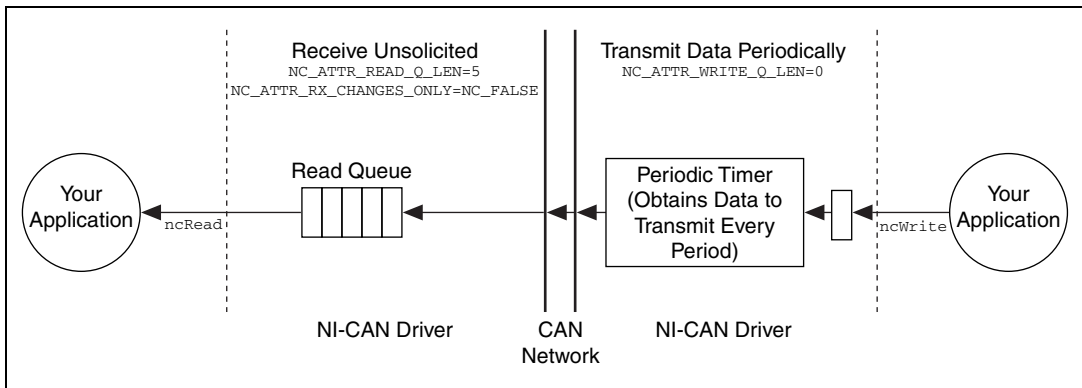 Receive Unsolicited
NC_ATTR_READ_Q_LEN=5
NC_ATTR_RX_CHANGES_ONLY=NC_FALSE
Transmit Data Periodically
NC_ATTR_WRITE_Q_LEN=0
Your
Application
ncRead
Read Queue
Periodic Timer
(Obtains Data to
Transmit Every
Period)
ncWrite
Your
Application
NI-CAN Driver
CAN
Network
NI-CAN Driver